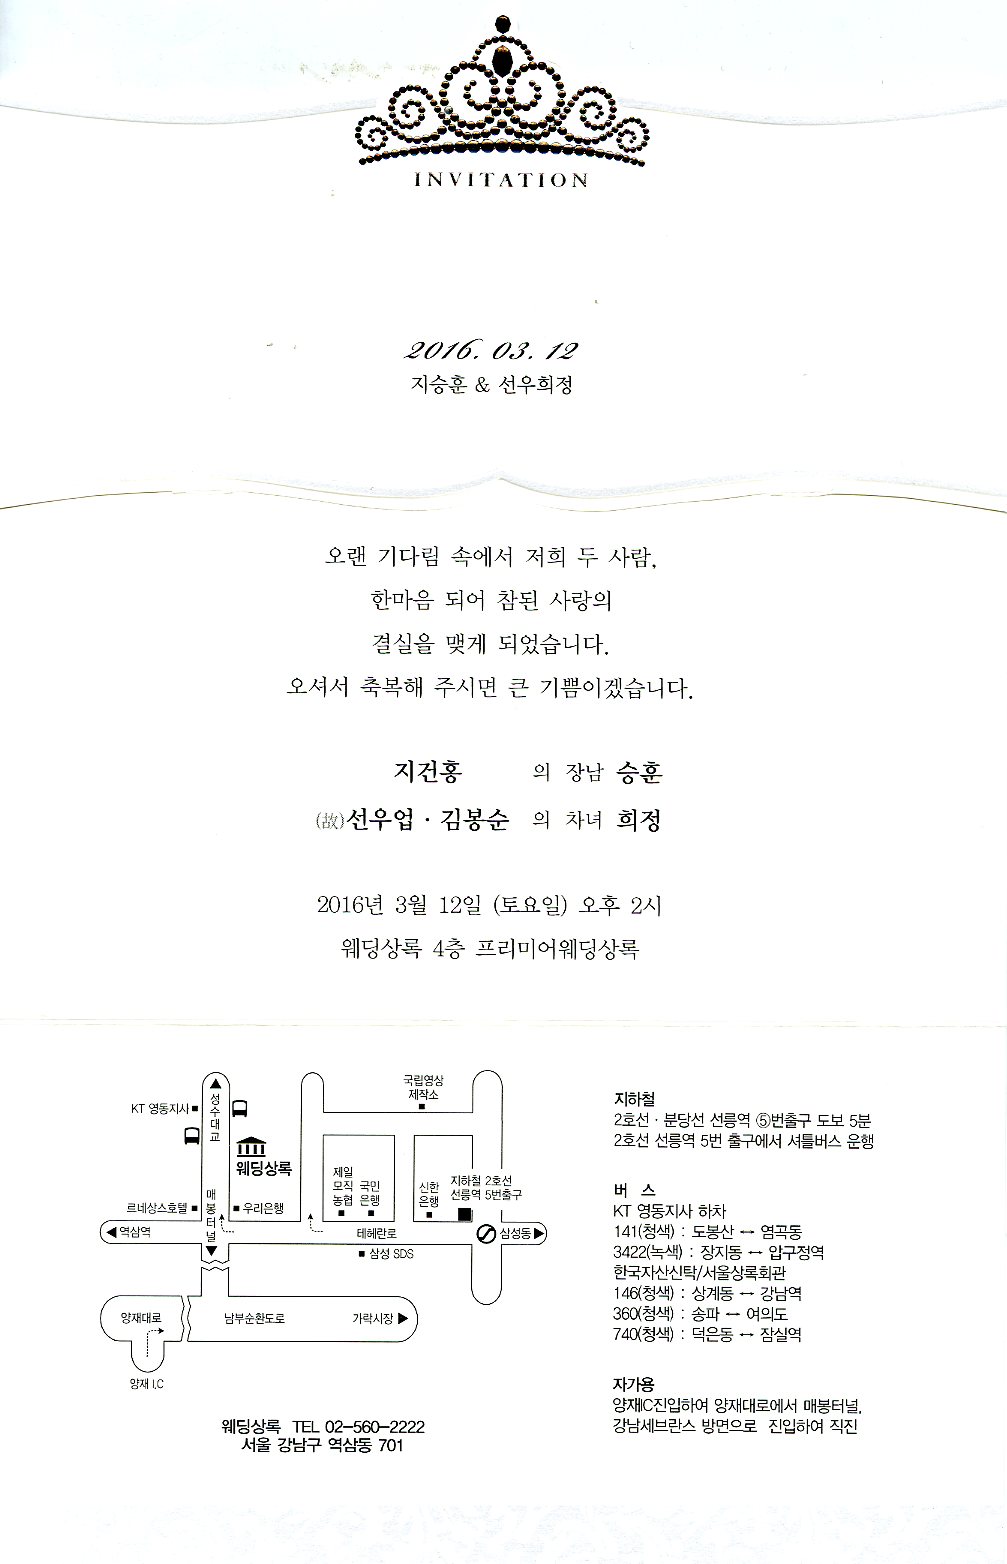 INVITATION
2016. 03. 12
지승훈 & 선우희정
오랜 기다림 속에서 저희 두 사람,
한마음 되어 참된 사랑의
결실을 맺게 되었습니다.
오셔서 축복해 주시면 큰 기쁨이겠습니다.
지건홍 의 장남 승훈
(故)선우업 · 김봉순 의 차녀 희정
2016년 3월 12일 (토요일) 오후 2시
웨딩상록 4층 프리미어웨딩상록
KT 영동지사
성수대교
웨딩상록
르네상스호텔
매봉터널
우리은행
역삼역
국립영상
제작소
제일
모직
농협
국민
은행
신한
은행
지하철 2호선
선릉역 5번출구
테헤란로
삼성동
삼성 SDS
양재대로
남부순환도로
가락시장
양재 I.C
웨딩상록 TEL 02-560-2222
서울 강남구 역삼동 701
지하철
2호선 · 분당선 선릉역 ⑤번출구 도보 5분
2호선 선릉역 5번 출구에서 셔틀버스 운행
버 스
KT 영동지사 하차
141(청색) : 도봉산 ↔ 염곡동
3422(녹색) : 장지동 ↔ 압구정역
한국자산신탁/서울상록회관
146(청색) : 상계동 ↔ 강남역
360(청색) : 송파 ↔ 여의도
740(청색) : 덕은동 ↔ 잠실역
자가용
양재IC진입하여 양재대로에서 매봉터널,
강남세브란스 방면으로 진입하여 직진